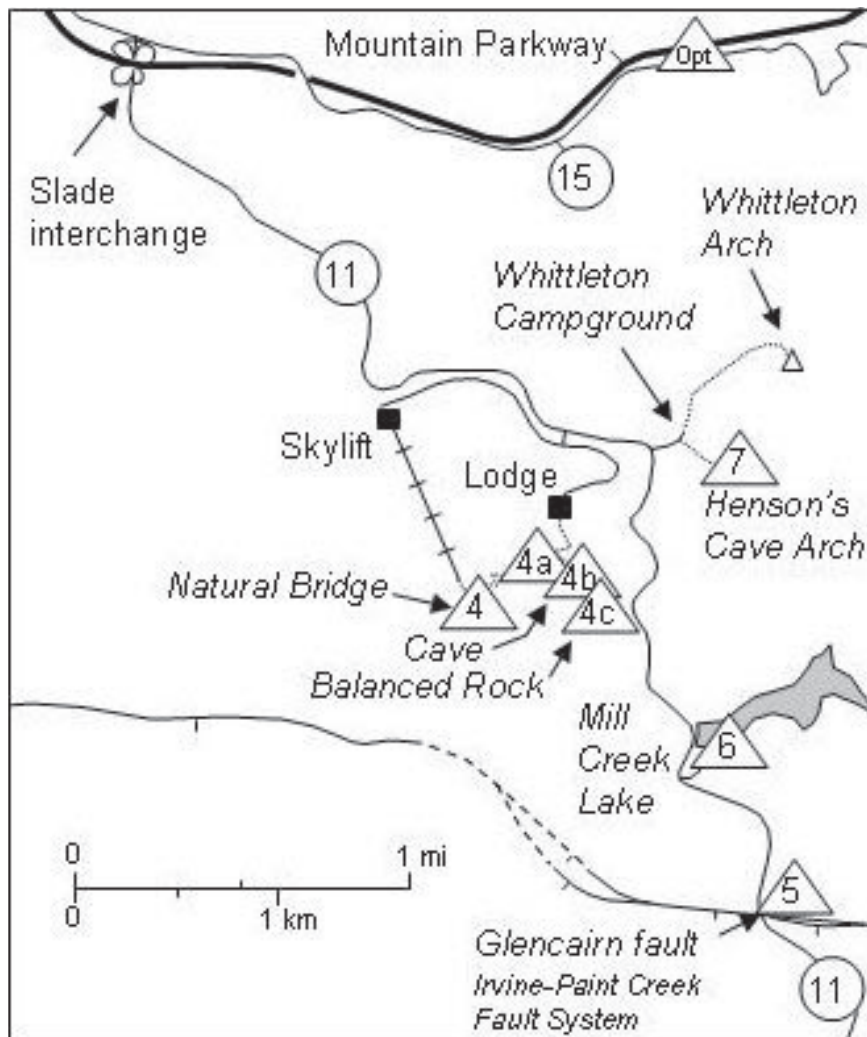 Mountain Parkway
Opt
15
Slade
interchange
11
Whittleton
Arch
Whittleton
Campground
Skylift
7
Lodge
Henson's
Cave Arch
4a
4b
Natural Bridge
4
4c
Cave
Balanced Rock
Mill
Creek
Lake
6
0
1 mi
0
1 km
5
Glencairn fault
Irvine-Paint Creek
Fault System
11